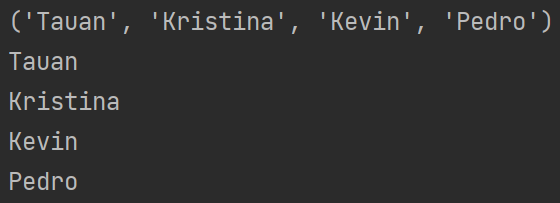 ('Tauan', 'Kristina', 'Kevin', 'Pedro')
Tauan
Kristina
Kevin
Pedro